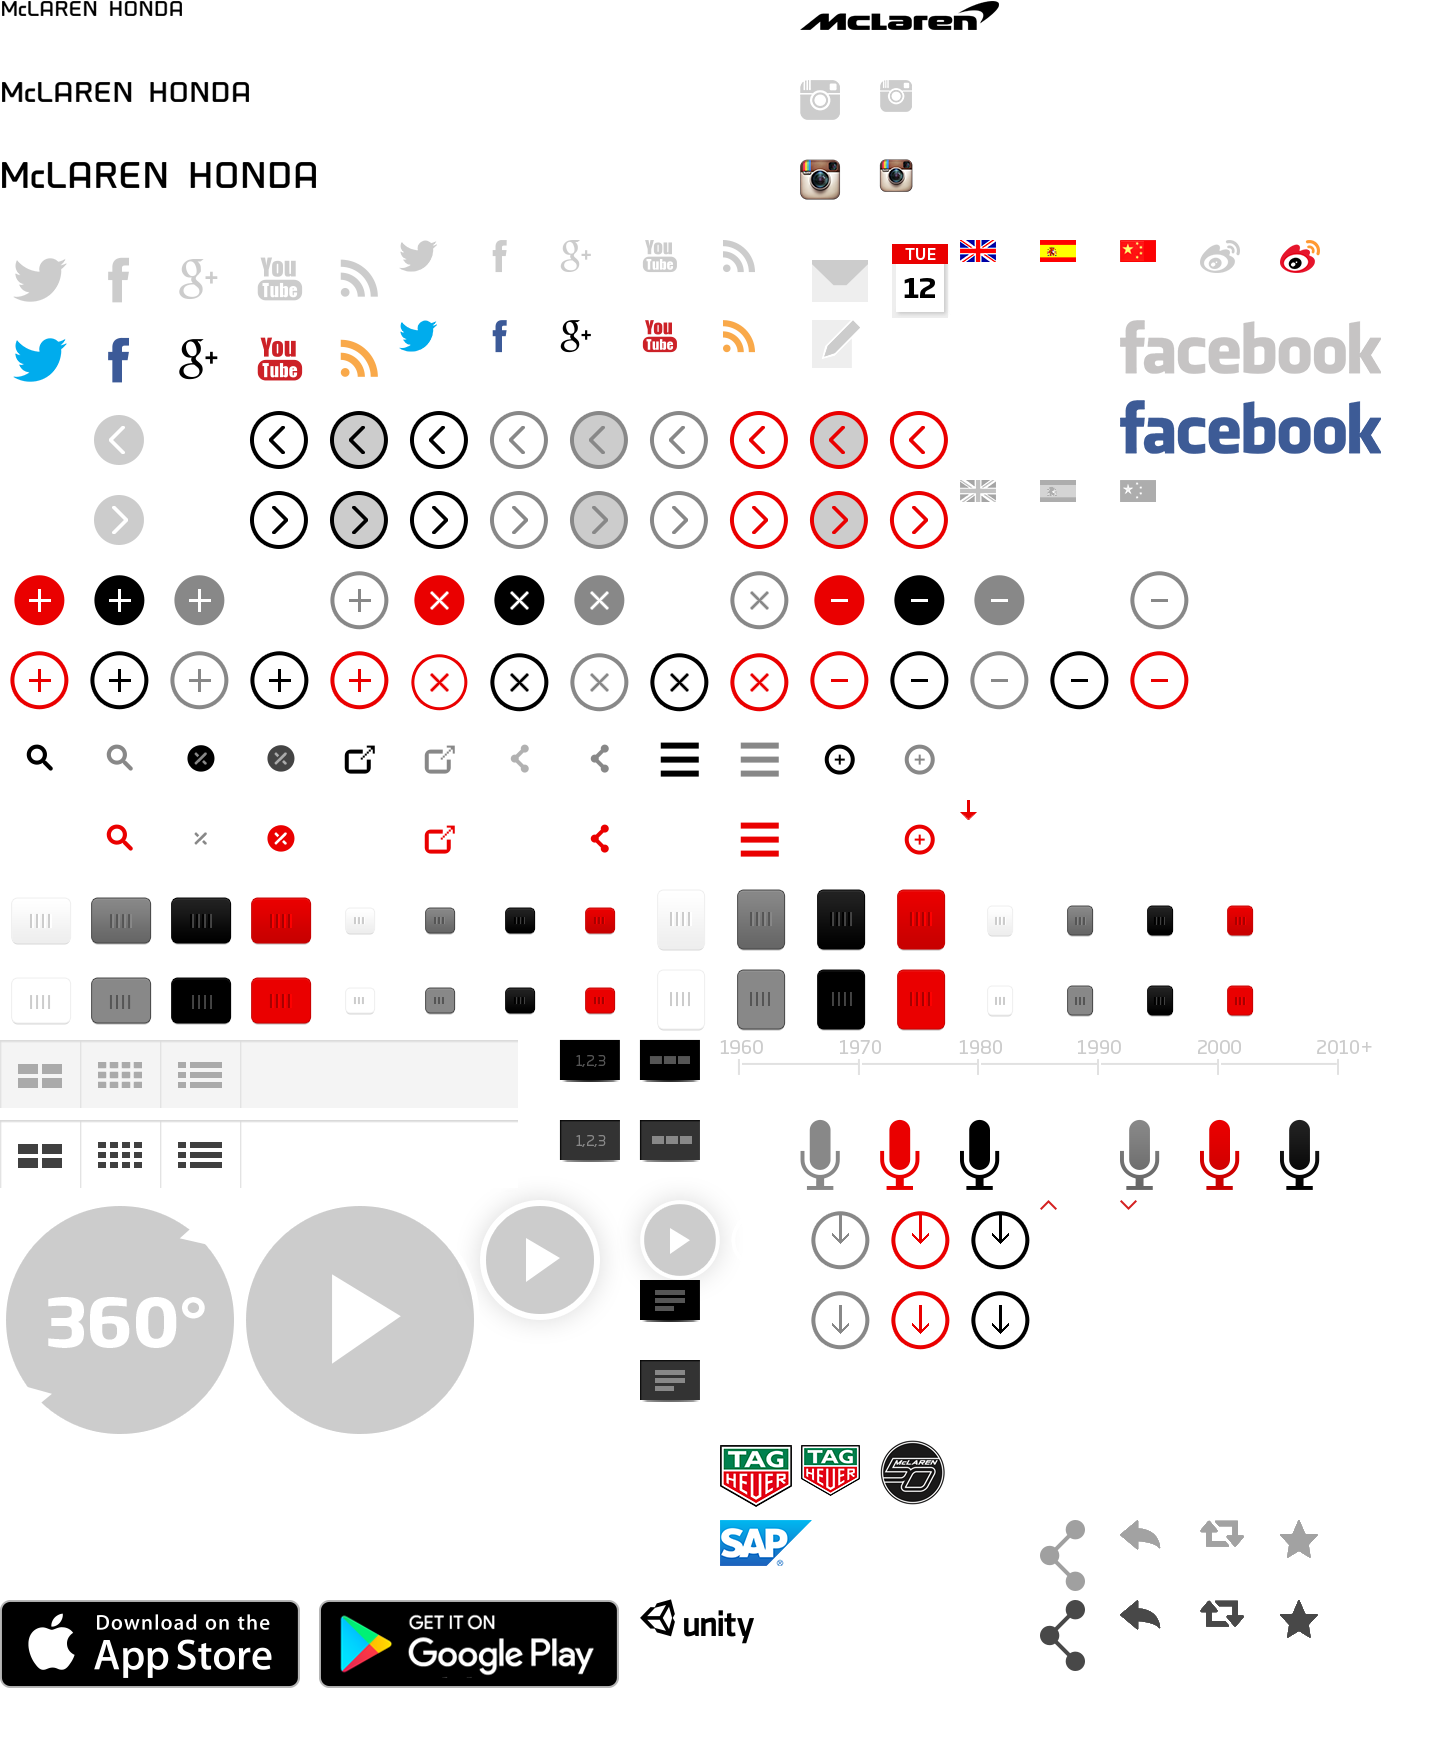 McLAREN HONDA
McLaren
McLAREN HONDA
McLAREN HONDA
g+
You
Tube
g+
You
Tube
TUE
12
g+
You
Tube
g+
You
Tube
facebook
facebook
1960 1970 1980 1990 2000 2010+
1,2,3
1,2,3
360°
TAG
HEUER
TAG
HEUER
McLAREN
50
SAP
®
Download on the
App Store
GET IT ON
Google Play
unity